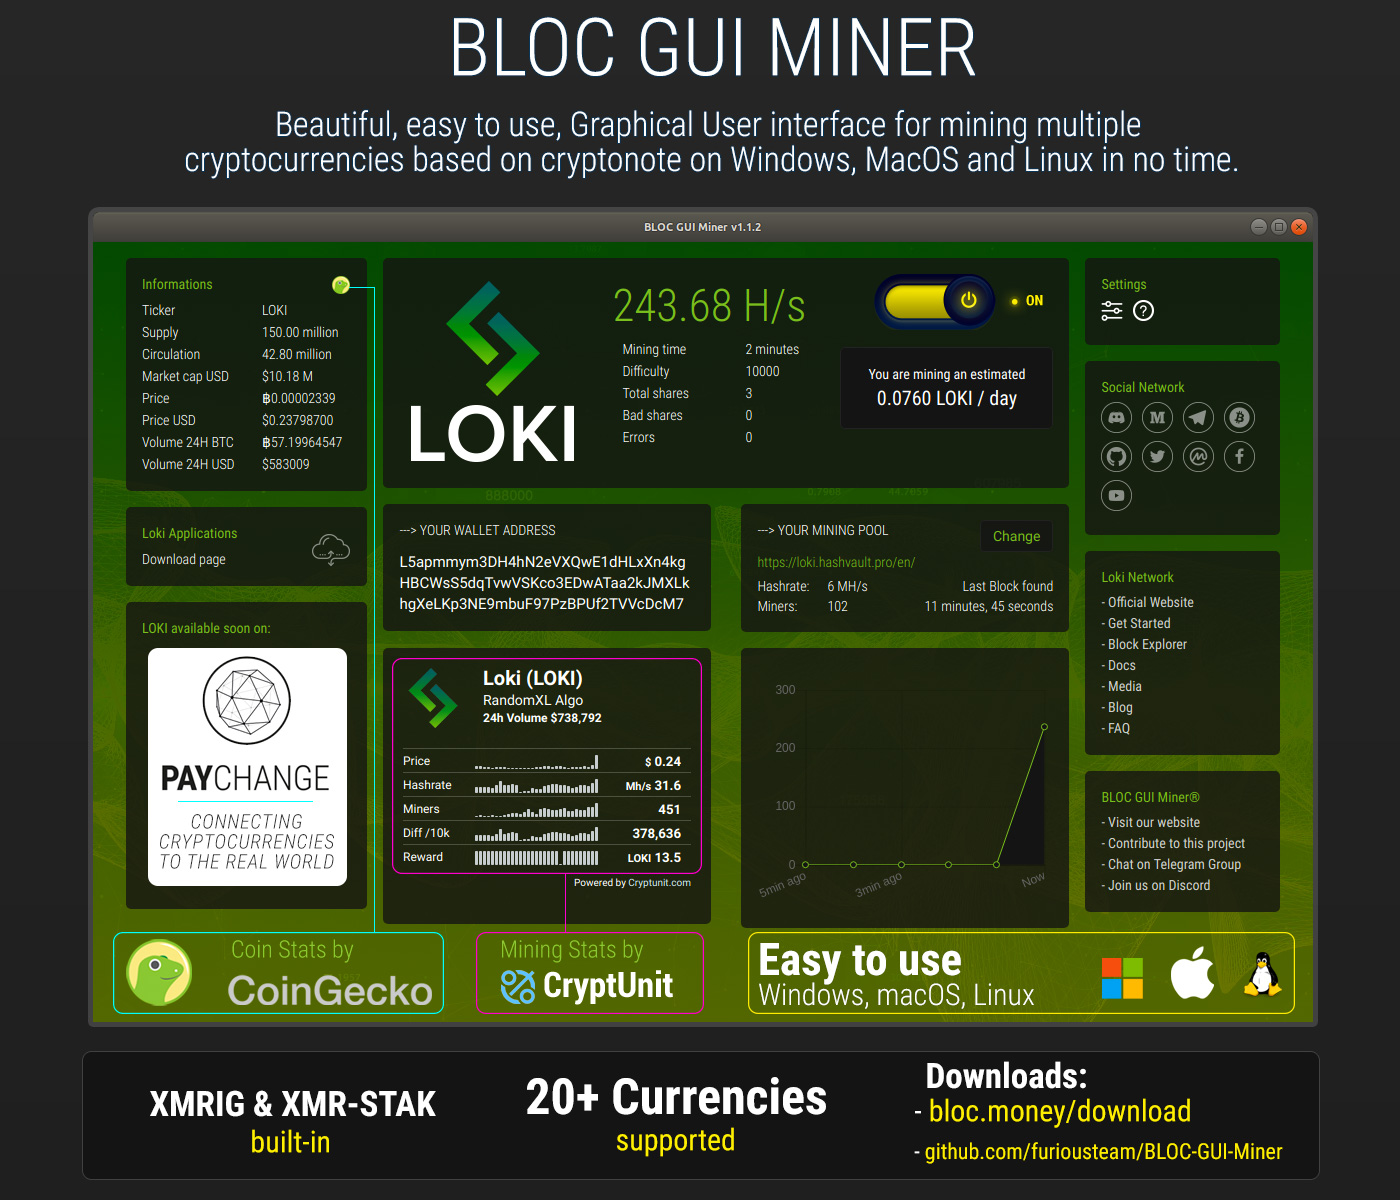 BLOC GUI MINER
Beautiful, easy to use, Graphical User interface for mining multiple
cryptocurrencies based on cryptonote on Windows, MacOS and Linux in no time.
BLOC GUI Miner v1.1.2
Informations
Ticker LOKI
Supply 150.00 million
Circulation 42.80 million
Market cap USD $10.18 M
Price ฿0.00002339
Price USD $0.23798700
Volume 24H BTC ฿57.19964547
Volume 24H USD $583009
Loki Applications
Download page
LOKI available soon on:
PAYCHANGE
CONNECTING
CRYPTOCURRENCIES
TO THE REAL WORLD
LOKI
243.68 H/s
Mining time 2 minutes
Difficulty 10000
Total shares 3
Bad shares 0
Errors 0
ON
You are mining an estimated
0.0760 LOKI / day
888000
---> YOUR WALLET ADDRESS
L5apmmym3DH4hN2eVXQwE1dHLxXn4kg
HBCWsS5dqTvwVSKco3EDwATaa2kJMXLk
hgXeLKp3NE9mbuF97PzBPUf2TVVcDcM7
---> YOUR MINING POOL
Change
https://loki.hashvault.pro/en/
Hashrate: 6 MH/s Last Block found
Miners: 102 11 minutes, 45 seconds
Loki (LOKI)
RandomXL Algo
24h Volume $738,792
Price $ 0.24
Hashrate Mh/s 31.6
Miners 451
Diff /10k 378,636
Reward LOKI 13.5
Powered by Cryptunit.com
300
200
100
0
5min ago 3min ago Now
Settings
Social Network
Loki Network
- Official Website
- Get Started
- Block Explorer
- Docs
- Media
- Blog
- FAQ
BLOC GUI Miner®
- Visit our website
- Contribute to this project
- Chat on Telegram Group
- Join us on Discord
Coin Stats by
CoinGecko
Mining Stats by
CryptUnit
Easy to use
Windows, macOS, Linux
XMRIG & XMR-STAK
built-in
20+ Currencies
supported
Downloads:
- bloc.money/download
- github.com/furiousteam/BLOC-GUI-Miner